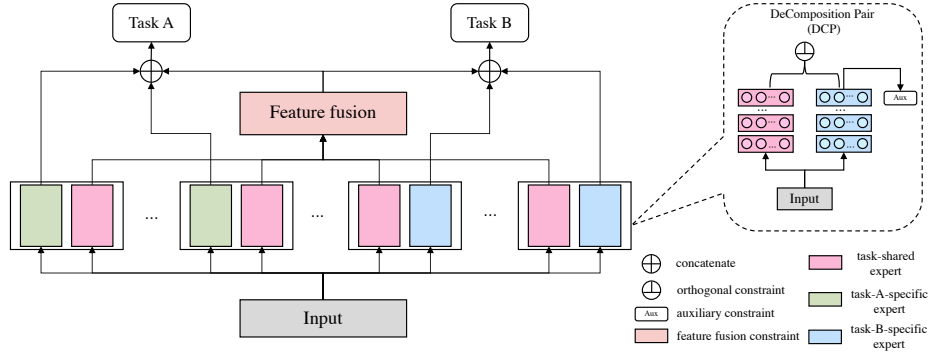 Task A
Task B
Feature fusion
...
...
...
Input
DeComposition Pair
(DCP)
...
...
Aux
...
...
...
...
...
...
Input
concatenate
orthogonal constraint
Aux
auxiliary constraint
feature fusion constraint
task-shared
expert
task-A-specific
expert
task-B-specific
expert